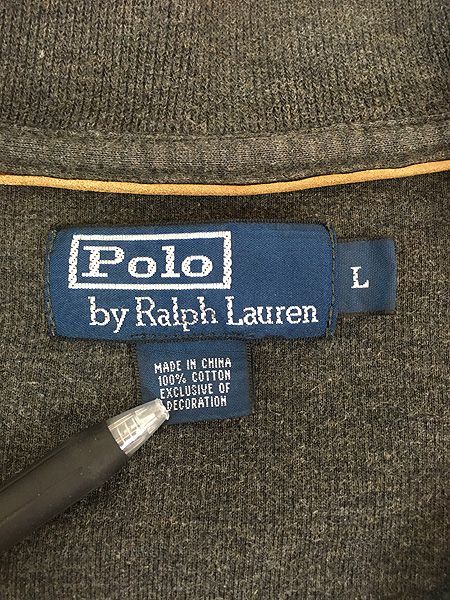 Polo
by Ralph Lauren
L
MADE IN CHINA
100% COTTON
EXCLUSIVE OF
DECORATION